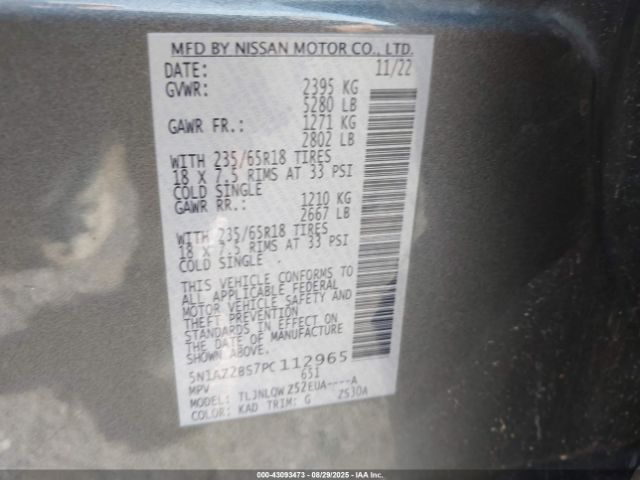 MFD BY NISSAN MOTOR CO., LTD.
DATE: 11/22
GVWR: 2395 KG
5280 LB
GAWR FR.: 1271 KG
2802 LB
WITH 235/65R18 TIRES
18 X 7.5 RIMS AT 33 PSI
COLD SINGLE
GAWR RR.: 1210 KG
2667 LB
WITH 235/65R18 TIRES
18 X 7.5 RIMS AT 33 PSI
COLD SINGLE
THIS VEHICLE CONFORMS TO
ALL APPLICABLE FEDERAL
MOTOR VEHICLE SAFETY AND
THEFT PREVENTION
STANDARDS IN EFFECT ON
THE DATE OF MANUFACTURE
SHOWN ABOVE.
5N1AZ2BS7PC112965
MPV 651
MODEL: TLJNLQW Z52EUA----A
COLOR: KAD TRIM: G ZS30A
000-43093473 - 08/29/2025 - IAAI, Inc.